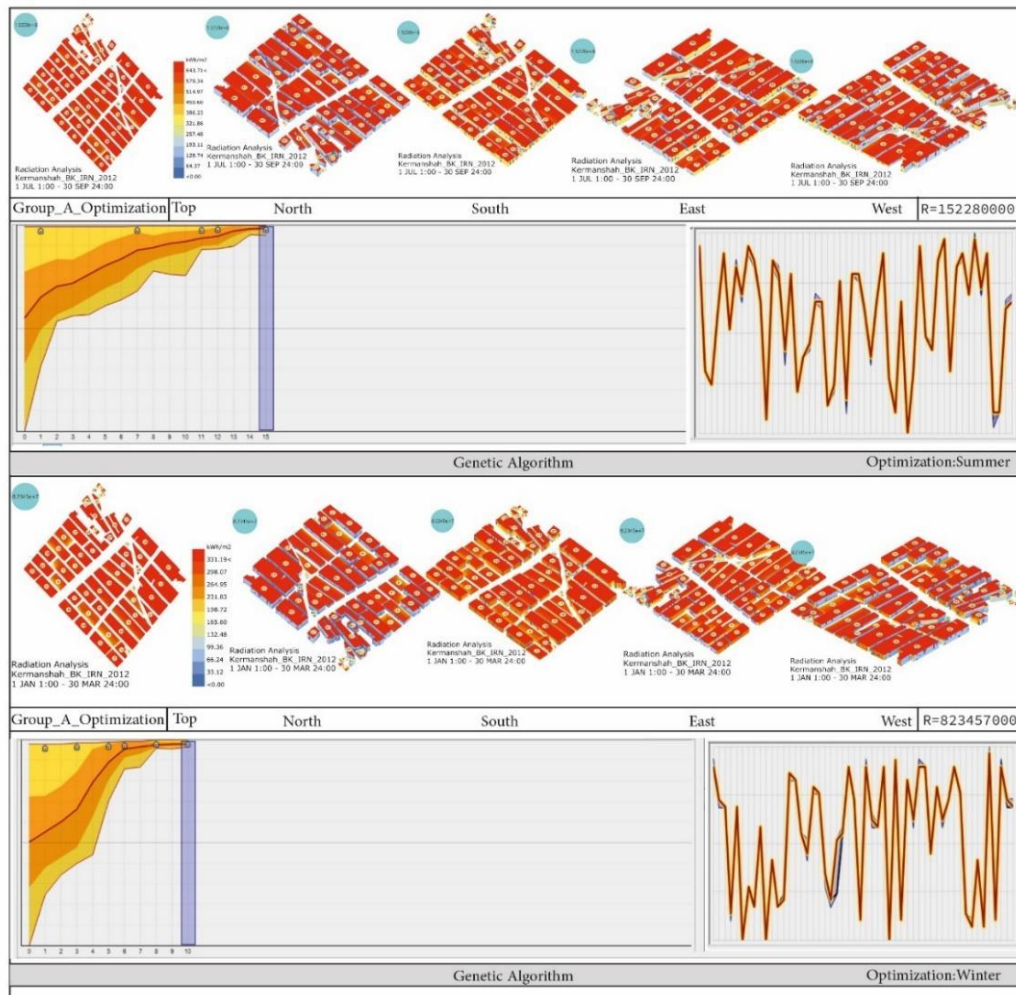 kWh/m2
643.71<
579.34
514.97
450.60
386.23
321.86
257.48
193.11
128.74
64.37
<0.00
Radiation Analysis
Kermanshah_BK_IRN_2012
1 JUL 1:00 - 30 SEP 24:00
Radiation Analysis
Kermanshah_BK_IRN_2012
1 JUL 1:00 - 30 SEP 24:00
Radiation Analysis
Kermanshah_BK_IRN_2012
1 JUL 1:00 - 30 SEP 24:00
Radiation Analysis
Kermanshah_BK_IRN_2012
1 JUL 1:00 - 30 SEP 24:00
Radiation Analysis
Kermanshah_BK_IRN_2012
1 JUL 1:00 - 30 SEP 24:00
Group_A_Optimization Top North South East West R=152280000
0 1 2 3 4 5 6 7 8 9 10 11 12 13 14 15
Genetic Algorithm Optimization:Summer
kWh/m2
331.19<
298.07
264.95
231.83
198.72
165.60
132.48
99.36
66.24
33.12
<0.00
Radiation Analysis
Kermanshah_BK_IRN_2012
1 JAN 1:00 - 30 MAR 24:00
Radiation Analysis
Kermanshah_BK_IRN_2012
1 JAN 1:00 - 30 MAR 24:00
Radiation Analysis
Kermanshah_BK_IRN_2012
1 JAN 1:00 - 30 MAR 24:00
Radiation Analysis
Kermanshah_BK_IRN_2012
1 JAN 1:00 - 30 MAR 24:00
Radiation Analysis
Kermanshah_BK_IRN_2012
1 JAN 1:00 - 30 MAR 24:00
Group_A_Optimization Top North South East West R=823457000
0 1 2 3 4 5 6 7 8 9 10
Genetic Algorithm Optimization:Winter